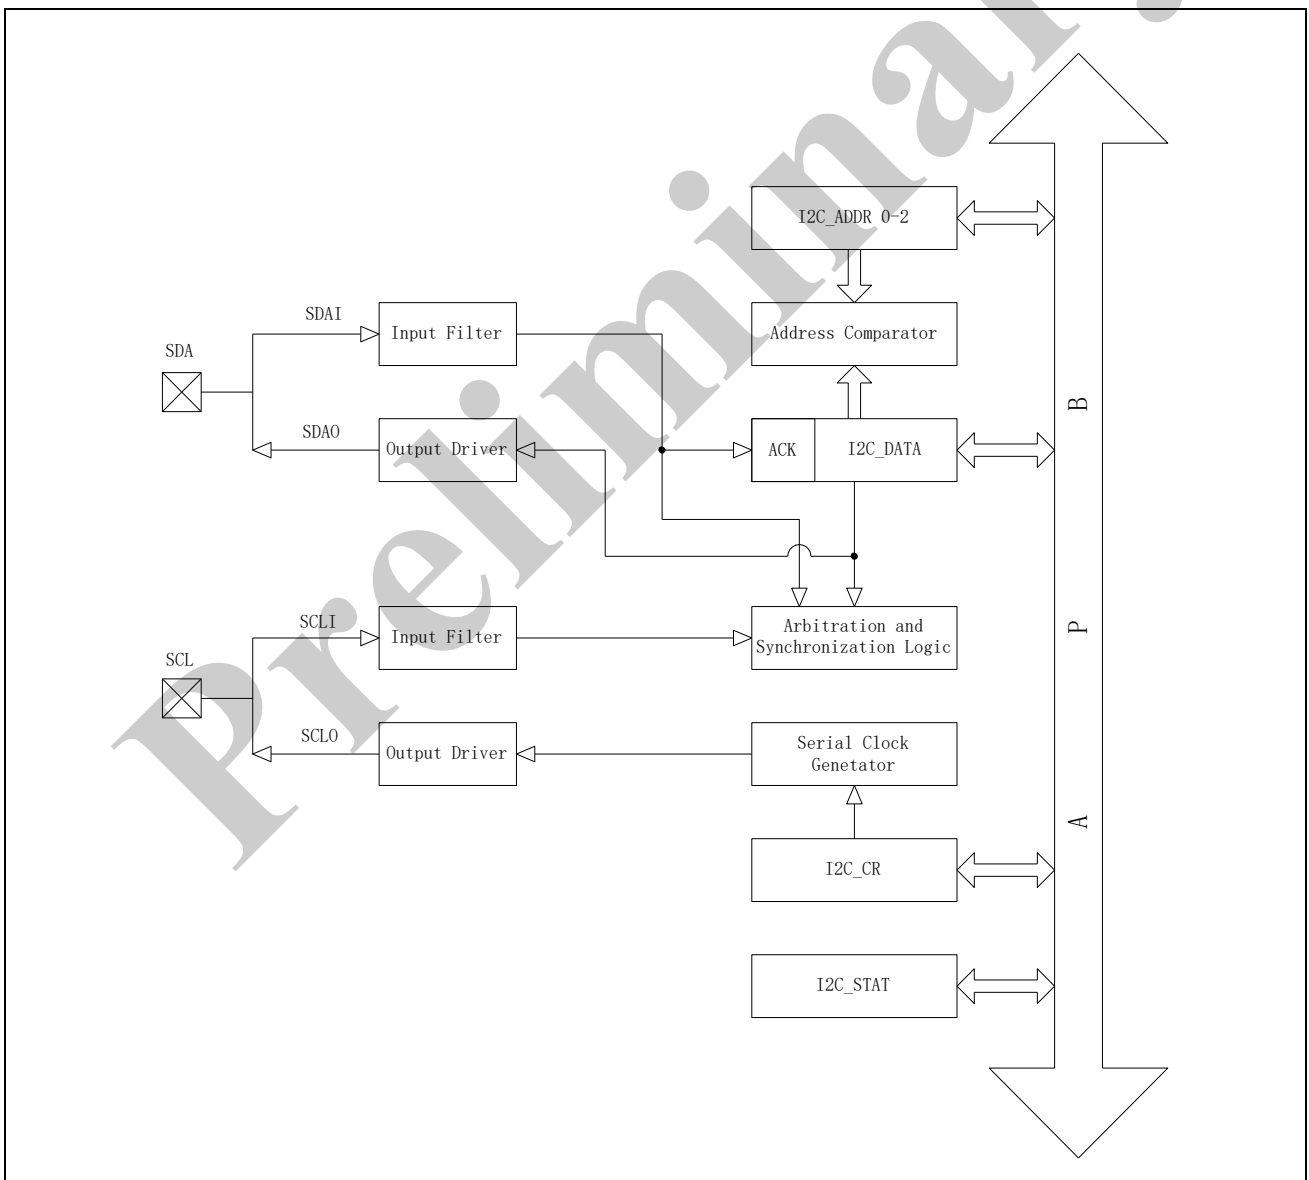 Preliminary
I2C_ADDR 0-2
SDAI
Input Filter
Address Comparator
SDA
B
SDAO
Output Driver
ACK
I2C_DATA
SCLI
Input Filter
Arbitration and
Synchronization Logic
P
SCL
SCLO
Output Driver
Serial Clock
Genetator
A
I2C_CR
I2C_STAT